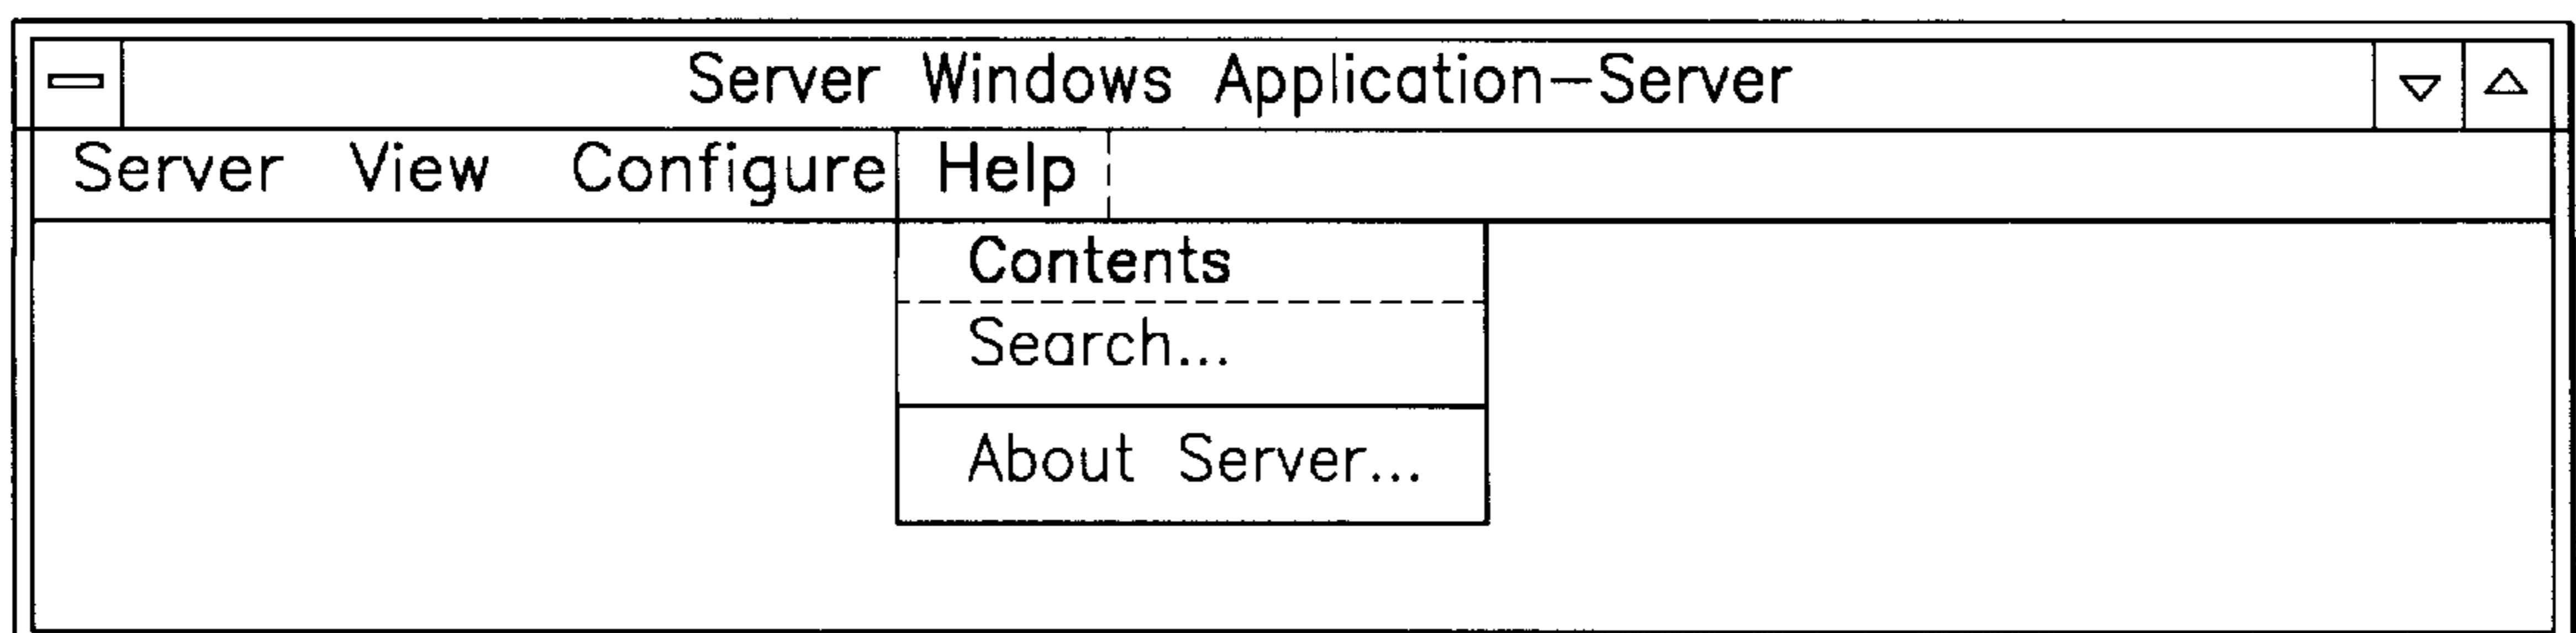 Server Windows Application-Server
Server View Configure Help
Contents
Search...
About Server...